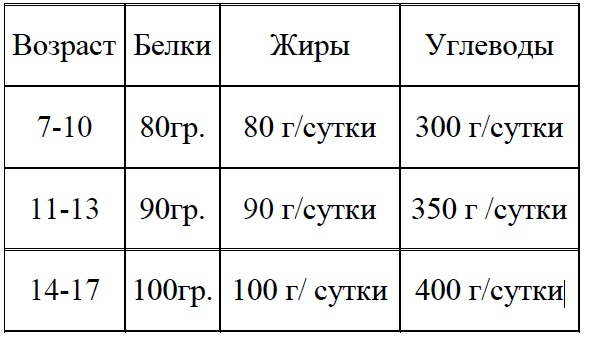 Возраст Белки Жиры Углеводы
7-10 80гр. 80 г/сутки 300 г/сутки
11-13 90гр. 90 г/сутки 350 г /сутки
14-17 100гр. 100 г/ сутки 400 г/сутки